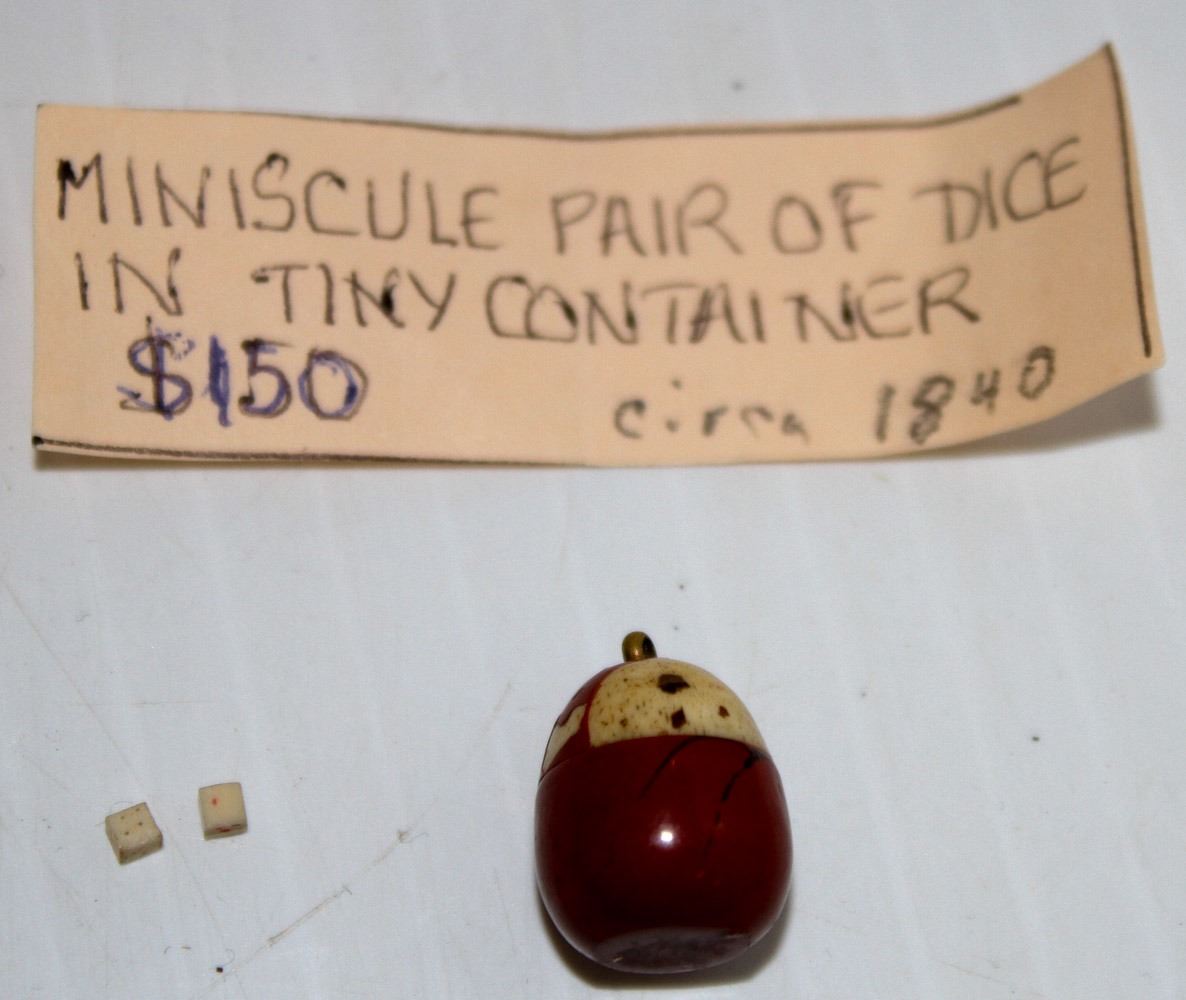 MINISCULE PAIR OF DICE
IN TINY CONTAINER
$150 circa 1840